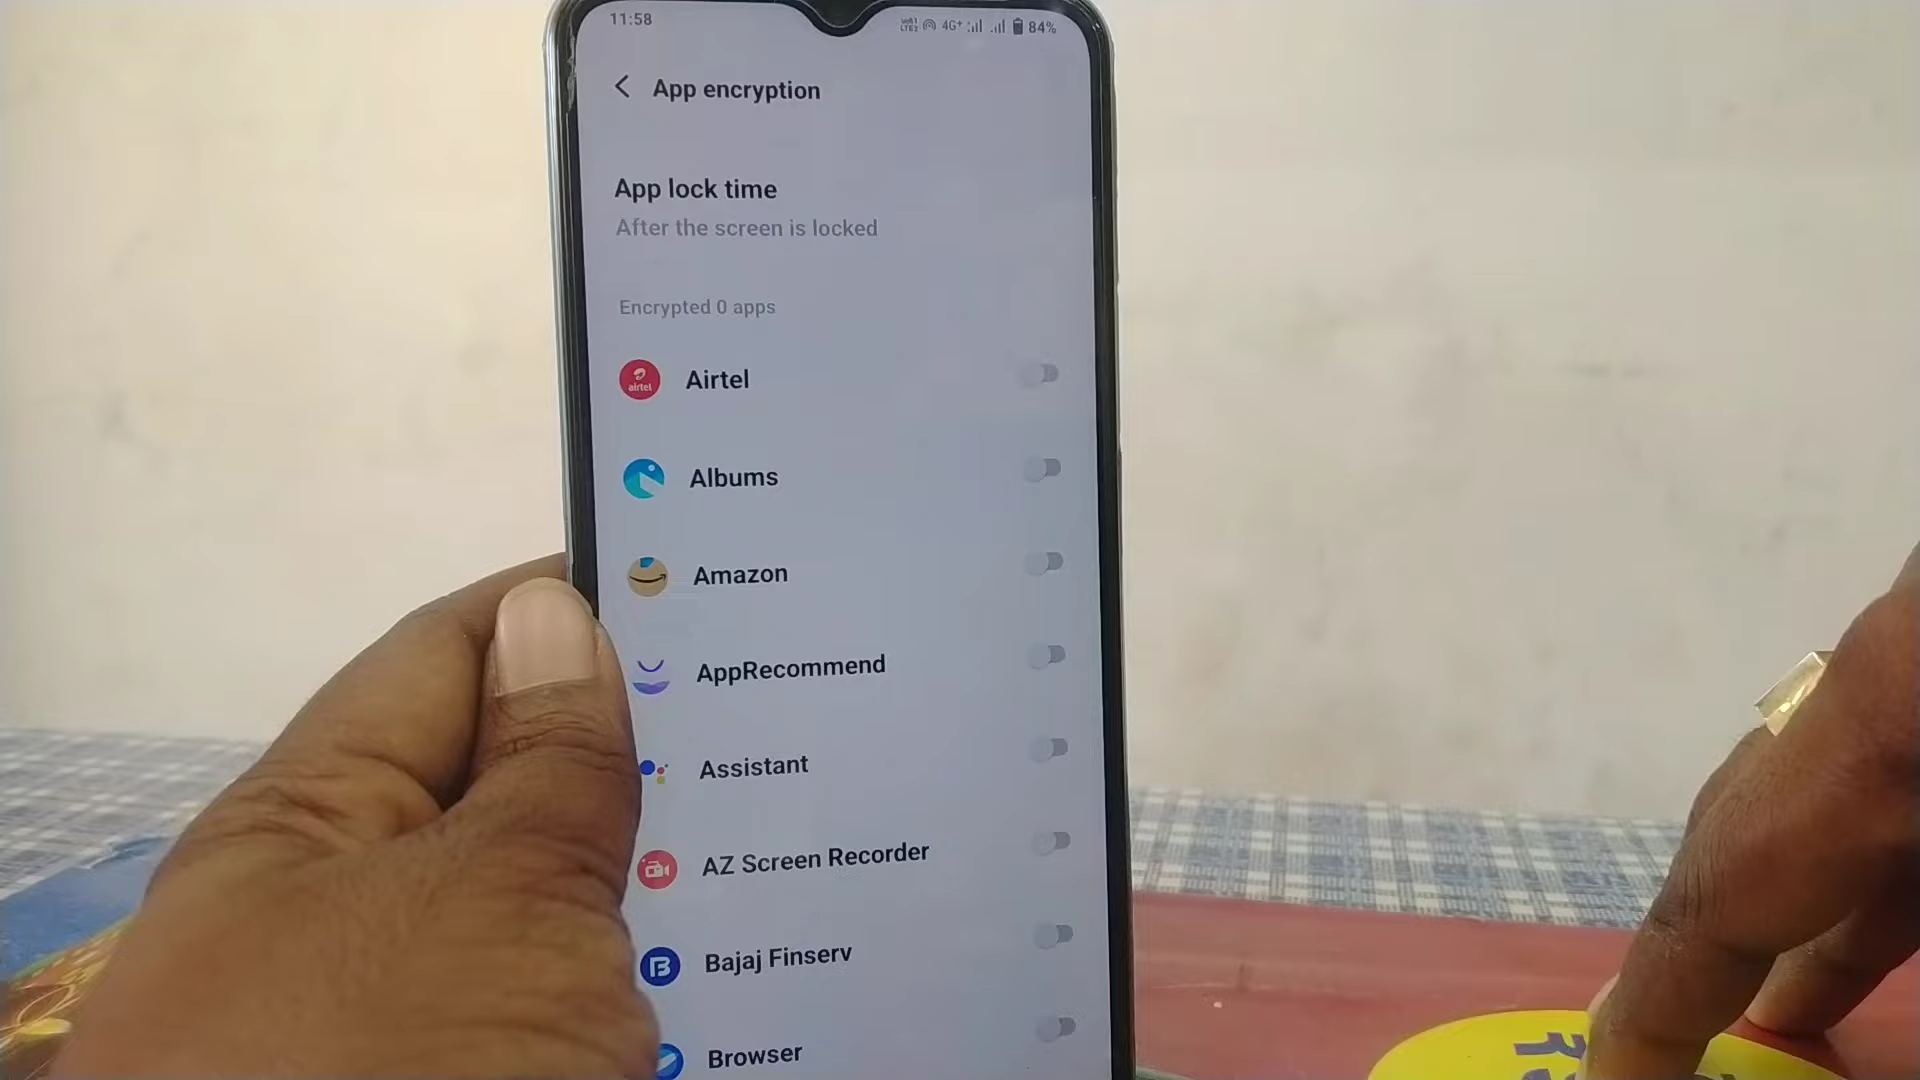 11:58
4G+ 84%
App encryption
App lock time
After the screen is locked
Encrypted 0 apps
airtel
Airtel
Albums
Amazon
AppRecommend
Assistant
AZ Screen Recorder
Bajaj Finserv
Browser